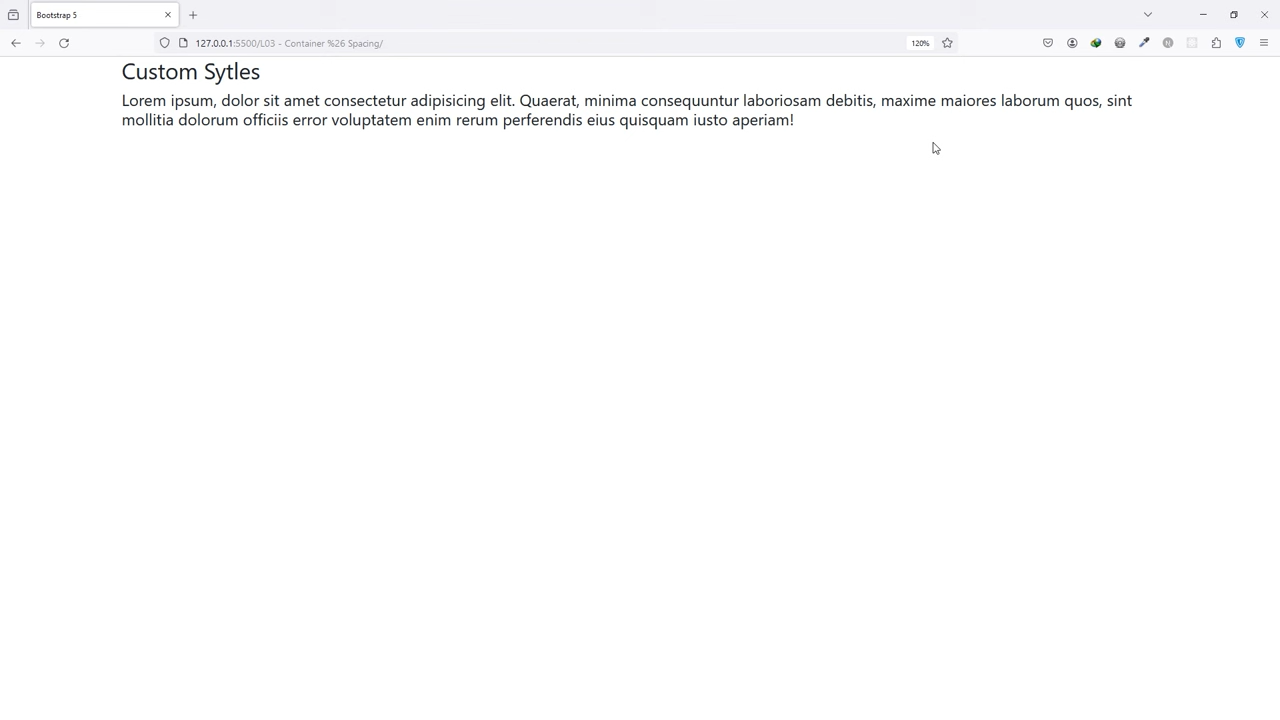 Bootstrap 5
127.0.0.1:5500/L03 - Container %26 Spacing/
120%
Custom Sytles
Lorem ipsum, dolor sit amet consectetur adipisicing elit. Quaerat, minima consequuntur laboriosam debitis, maxime maiores laborum quos, sint
mollitia dolorum officiis error voluptatem enim rerum perferendis eius quisquam iusto aperiam!